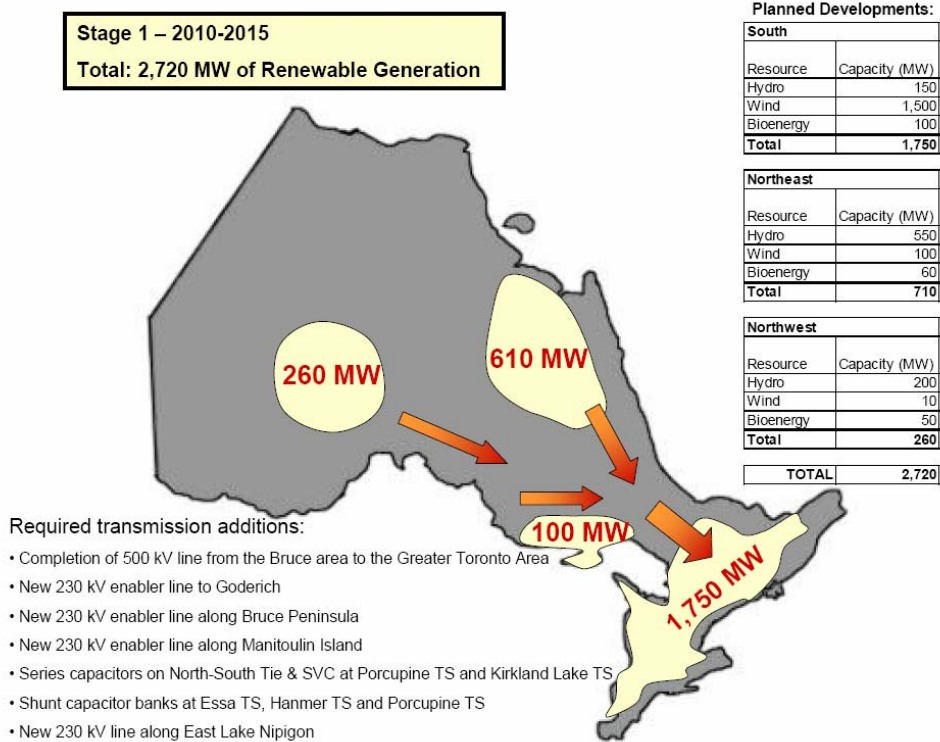 Stage 1 – 2010-2015
Total: 2,720 MW of Renewable Generation
Planned Developments:
South
Resource Capacity (MW)
Hydro 150
Wind 1,500
Bioenergy 100
Total 1,750
Northeast
Resource Capacity (MW)
Hydro 550
Wind 100
Bioenergy 60
Total 710
Northwest
Resource Capacity (MW)
Hydro 200
Wind 10
Bioenergy 50
Total 260
TOTAL 2,720
260 MW
610 MW
100 MW
1,750 MW
Required transmission additions:
• Completion of 500 kV line from the Bruce area to the Greater Toronto Area
• New 230 kV enabler line to Goderich
• New 230 kV enabler line along Bruce Peninsula
• New 230 kV enabler line along Manitoulin Island
• Series capacitors on North-South Tie & SVC at Porcupine TS and Kirkland Lake TS
• Shunt capacitor banks at Essa TS, Hanmer TS and Porcupine TS
• New 230 kV line along East Lake Nipigon